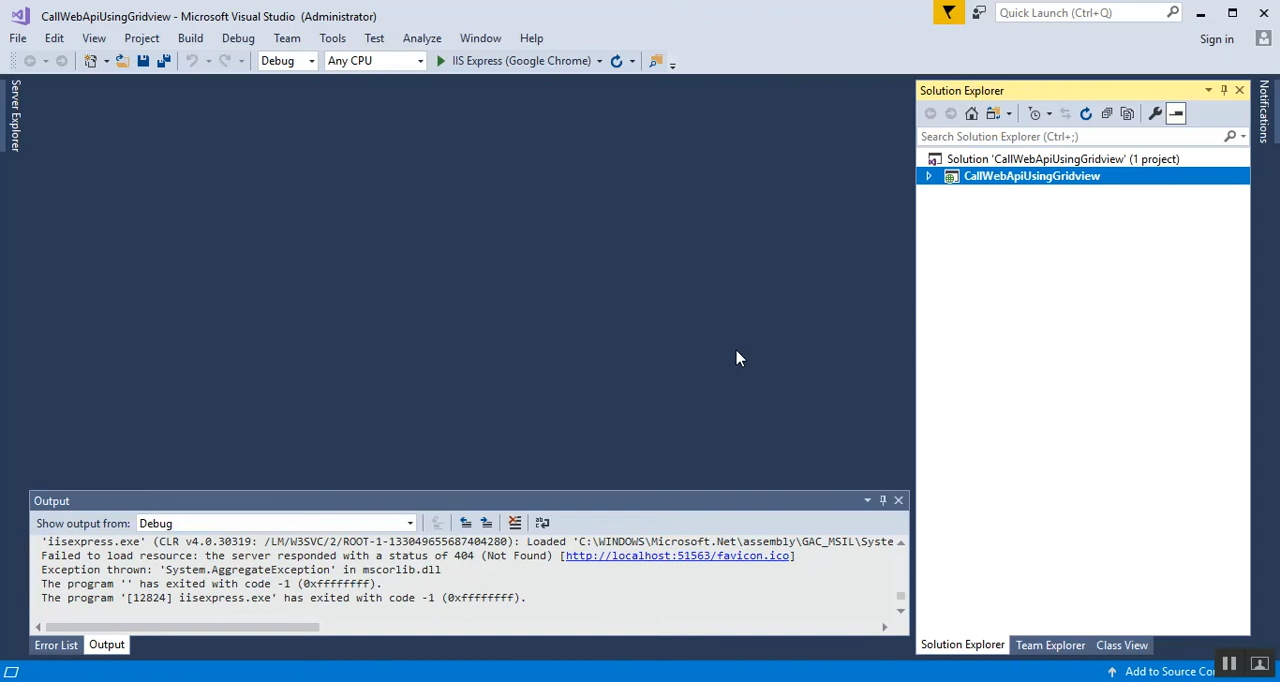 CallWebApiUsingGridview - Microsoft Visual Studio (Administrator)
Quick Launch (Ctrl+Q)
File Edit View Project Build Debug Team Tools Test Analyze Window Help
Sign in
Debug Any CPU IIS Express (Google Chrome)
Server Explorer
Solution Explorer
Notifications
Search Solution Explorer (Ctrl+;)
Solution 'CallWebApiUsingGridview' (1 project)
CallWebApiUsingGridview
Output
Show output from: Debug
'iisexpress.exe' (CLR v4.0.30319: /LM/W3SVC/2/ROOT-1-133049655687404280): Loaded 'C:\WINDOWS\Microsoft.Net\assembly\GAC_MSIL\Syste
Failed to load resource: the server responded with a status of 404 (Not Found) [http://localhost:51563/favicon.ico]
Exception thrown: 'System.AggregateException' in mscorlib.dll
The program '' has exited with code -1 (0xffffffff).
The program '[12824] iisexpress.exe' has exited with code -1 (0xffffffff).
Error List Output
Solution Explorer Team Explorer Class View
Add to Source Co